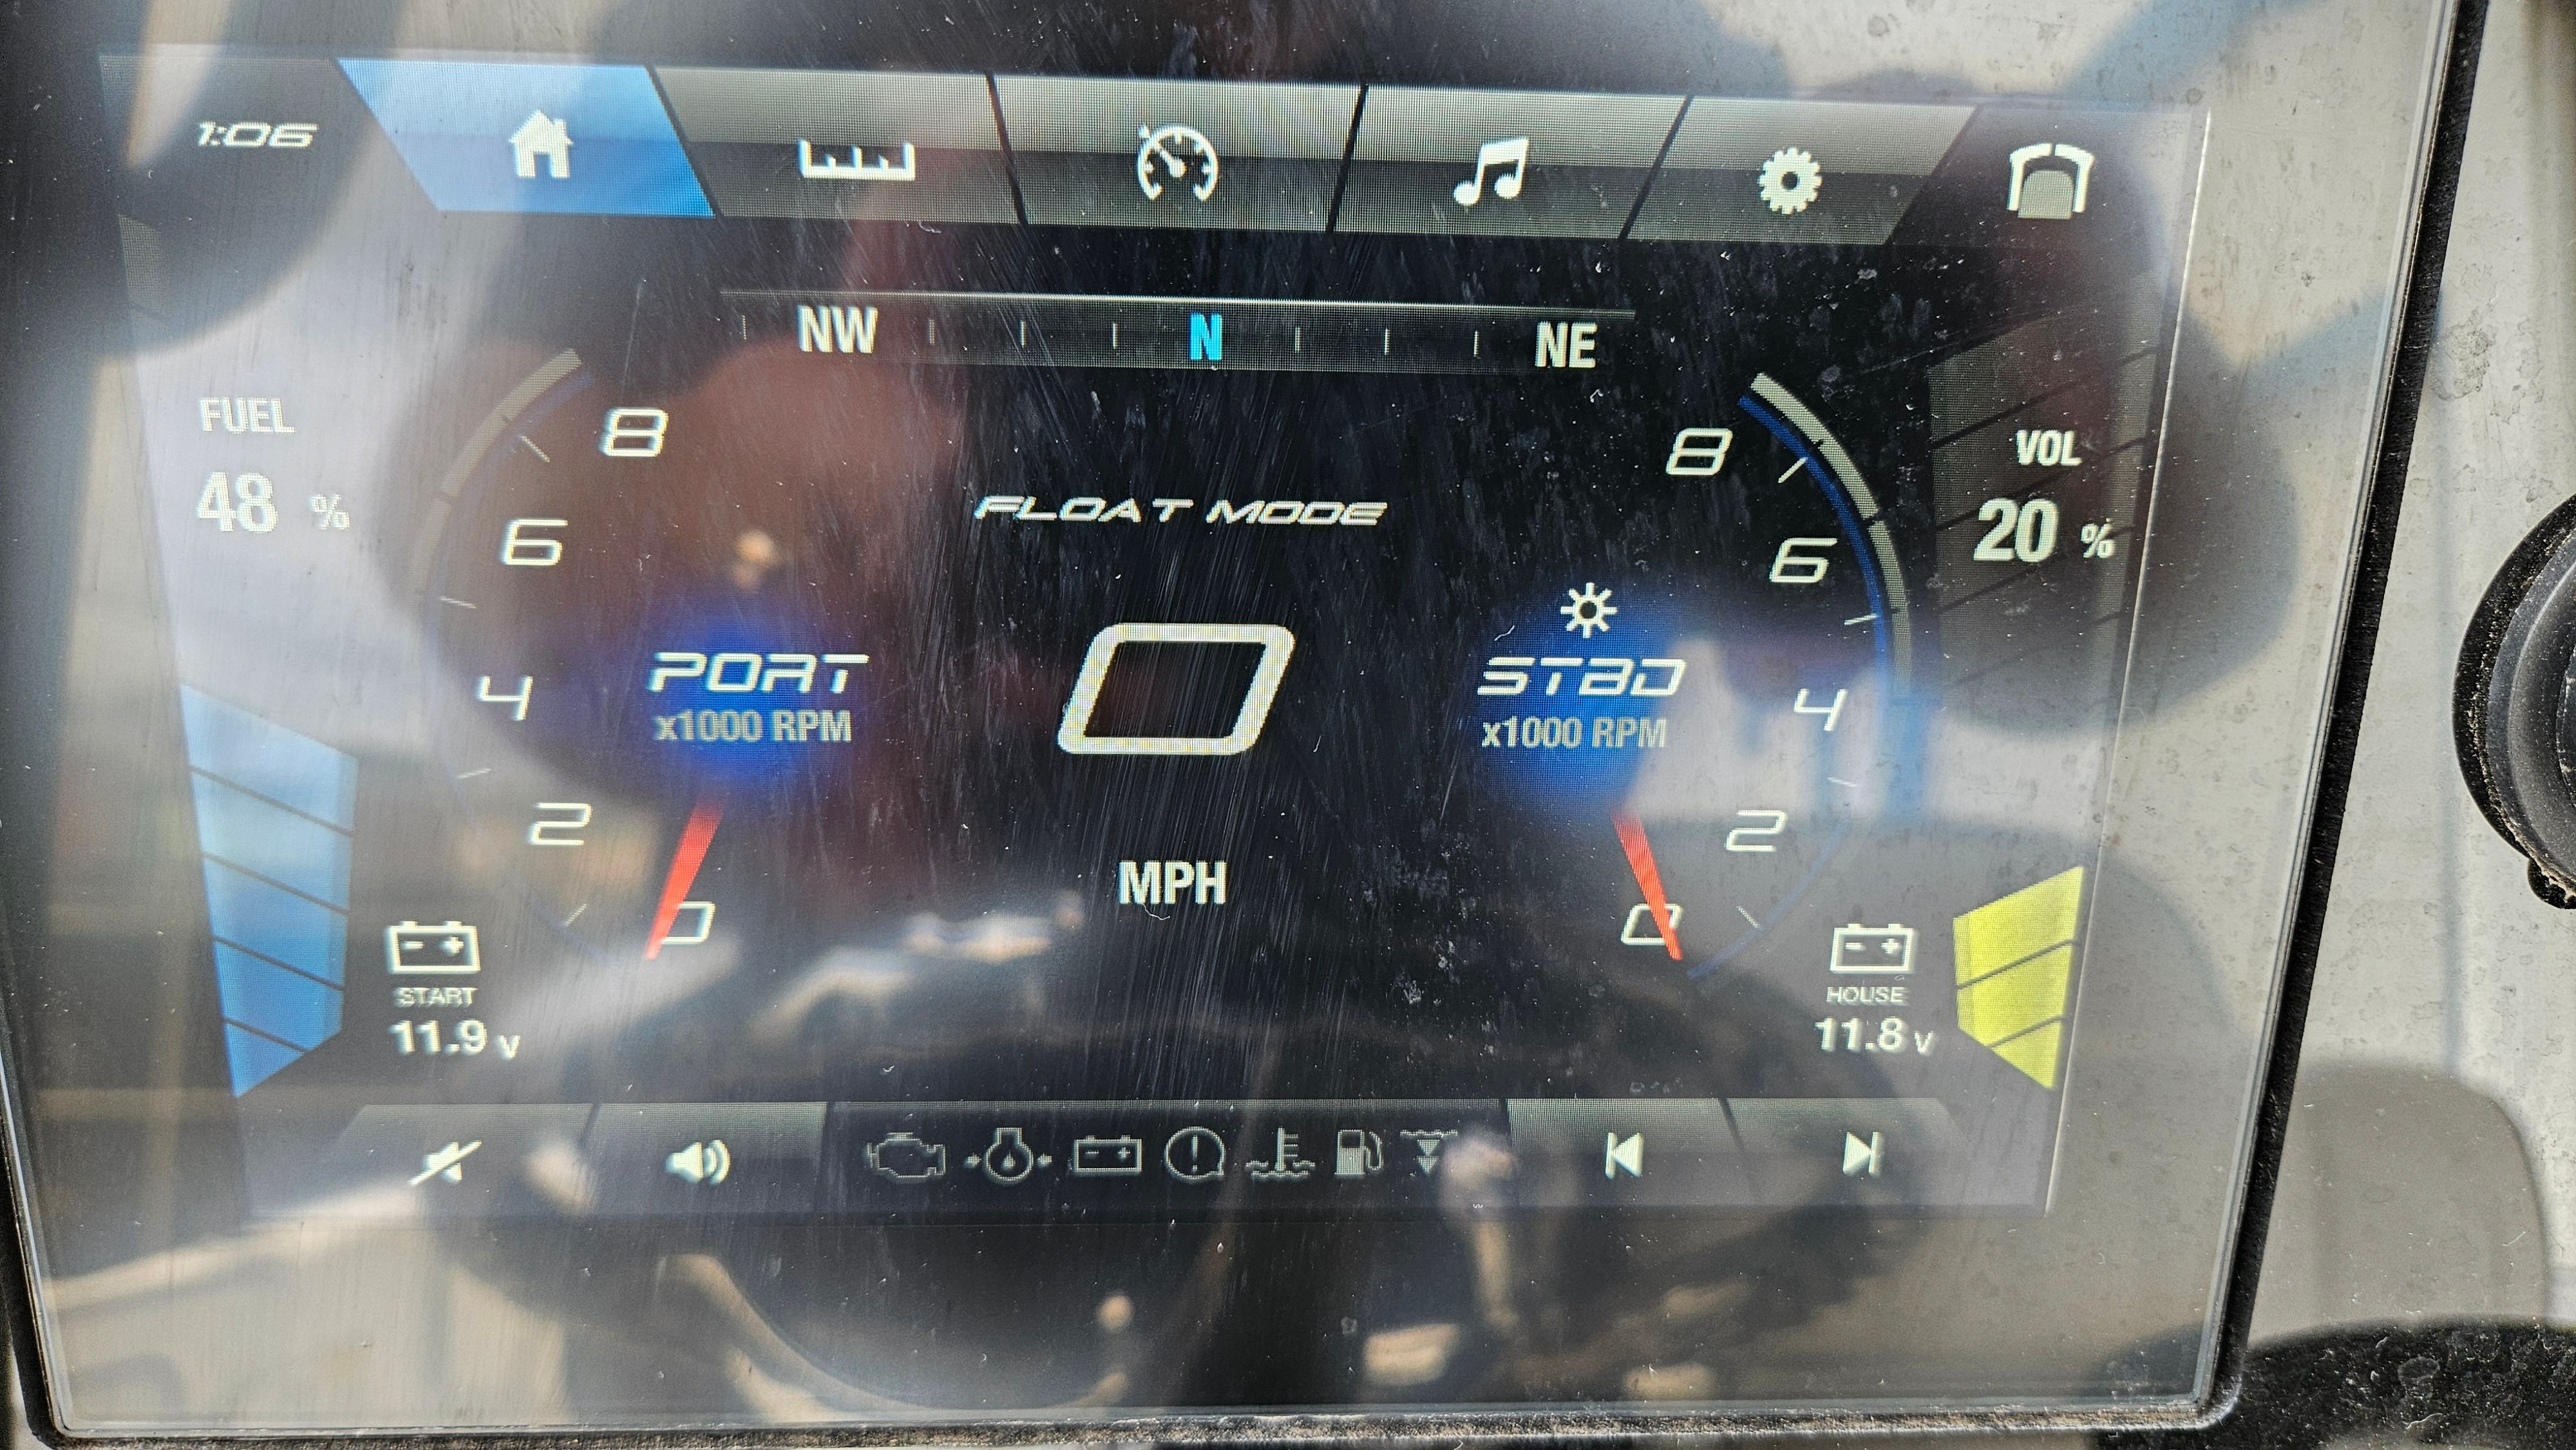 1:06
NW N NE
FUEL
48 %
8
6
4
2
0
PORT
x1000 RPM
FLOAT MODE
0
MPH
STBD
x1000 RPM
8
6
4
2
0
VOL
20 %
START
11.9 V
HOUSE
11.8 V